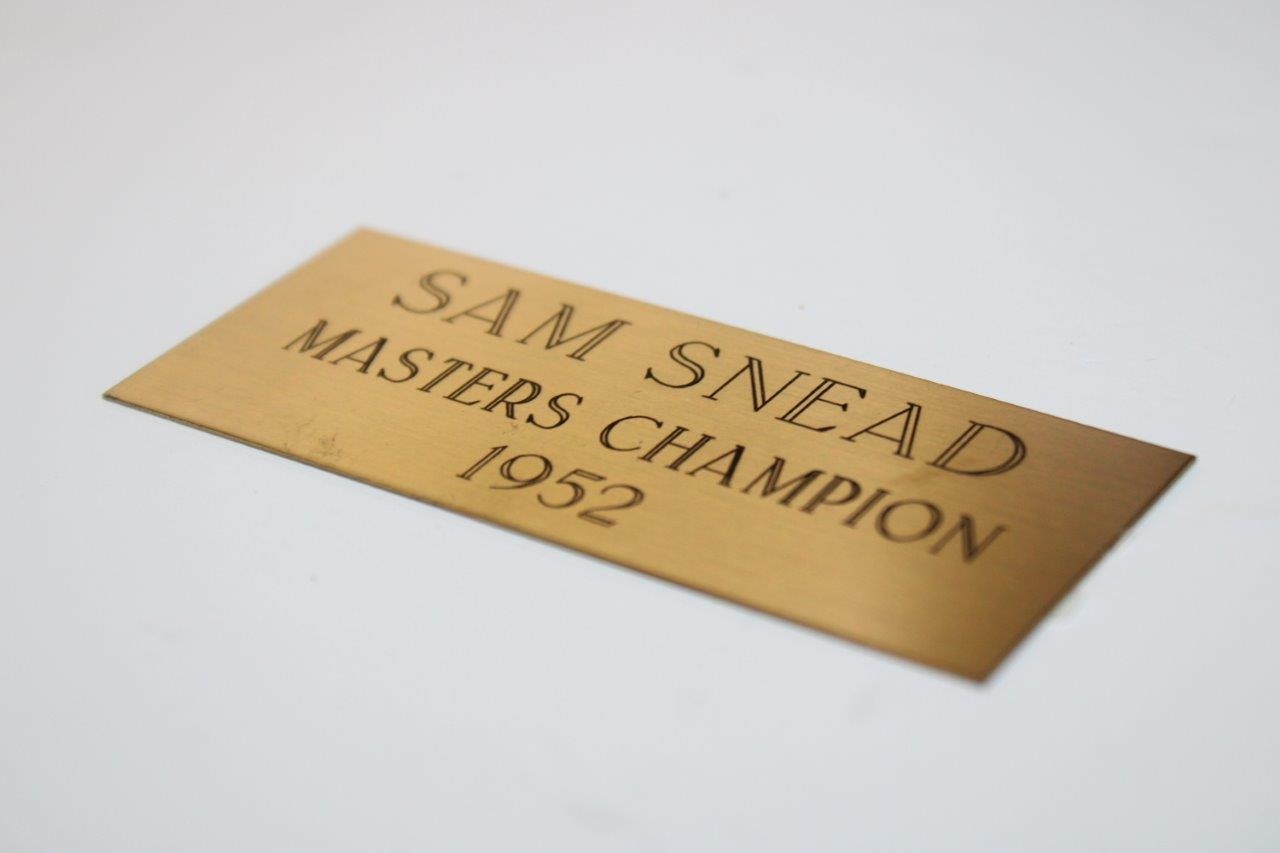 SAM SNEAD
MASTERS CHAMPION
1952